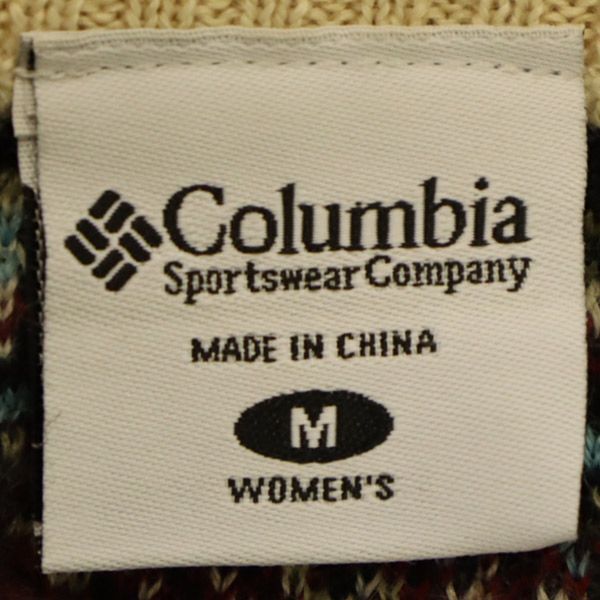 Columbia
Sportswear Company
MADE IN CHINA
M
WOMEN'S